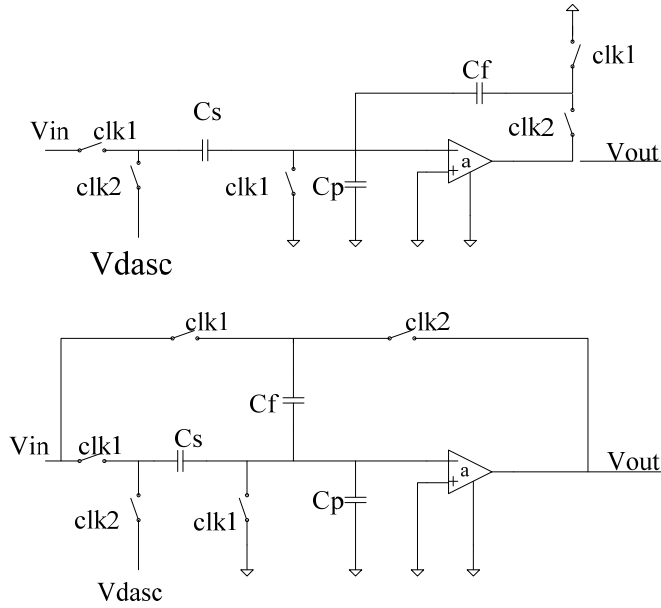 clk1
Cf
Cs
clk2
Vin
clk1
a
Vout
clk2
clk1
Cp
Vdasc
clk1
clk2
Cf
Vin
clk1
Cs
a
Vout
Cp
clk2
clk1
Vdasc